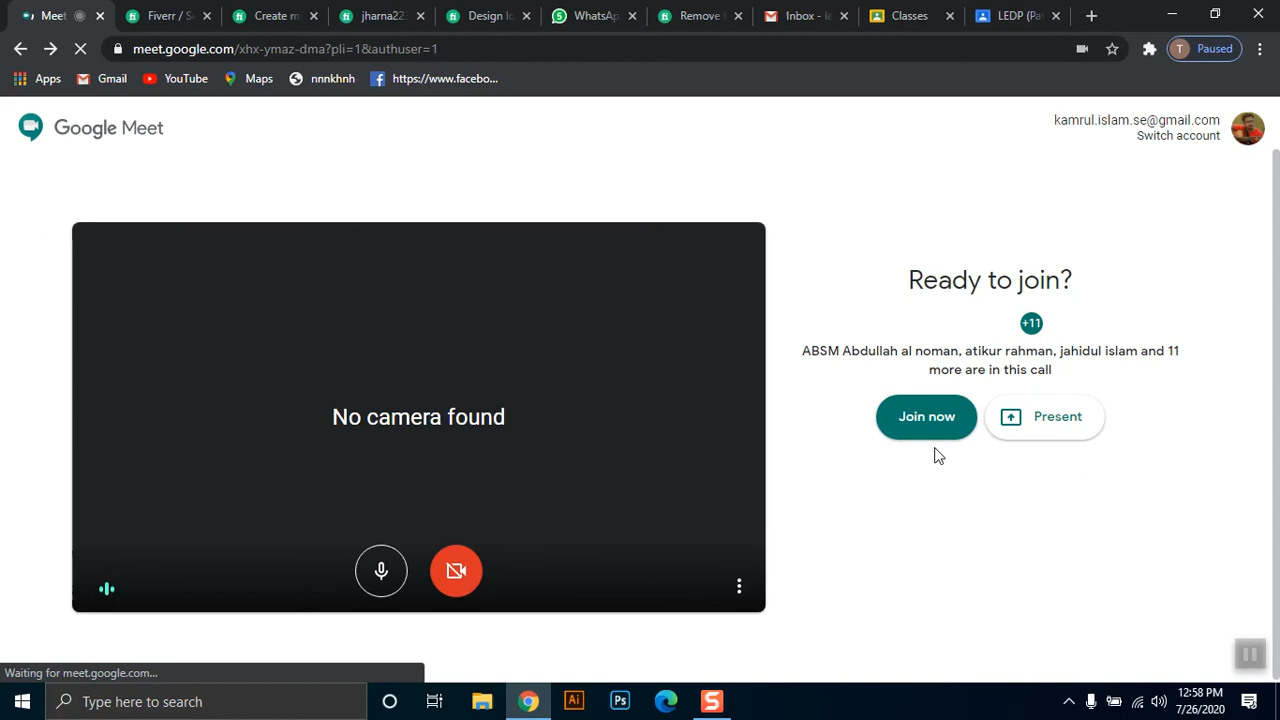 Meet
Fiverr / S
Create m
jharna22
Design lo
WhatsAp
Remove
Inbox -
Classes
LEDP (Pa
meet.google.com/xhx-ymaz-dma?pli=1&authuser=1
T Paused
Apps
Gmail
YouTube
Maps
nnnkhnh
https://www.facebo...
Google Meet
kamrul.islam.se@gmail.com
Switch account
Ready to join?
+11
ABSM Abdullah al noman, atikur rahman, jahidul islam and 11
more are in this call
No camera found
Join now
Present
Waiting for meet.google.com...
Type here to search
Ai
Ps
S
12:58 PM
7/26/2020